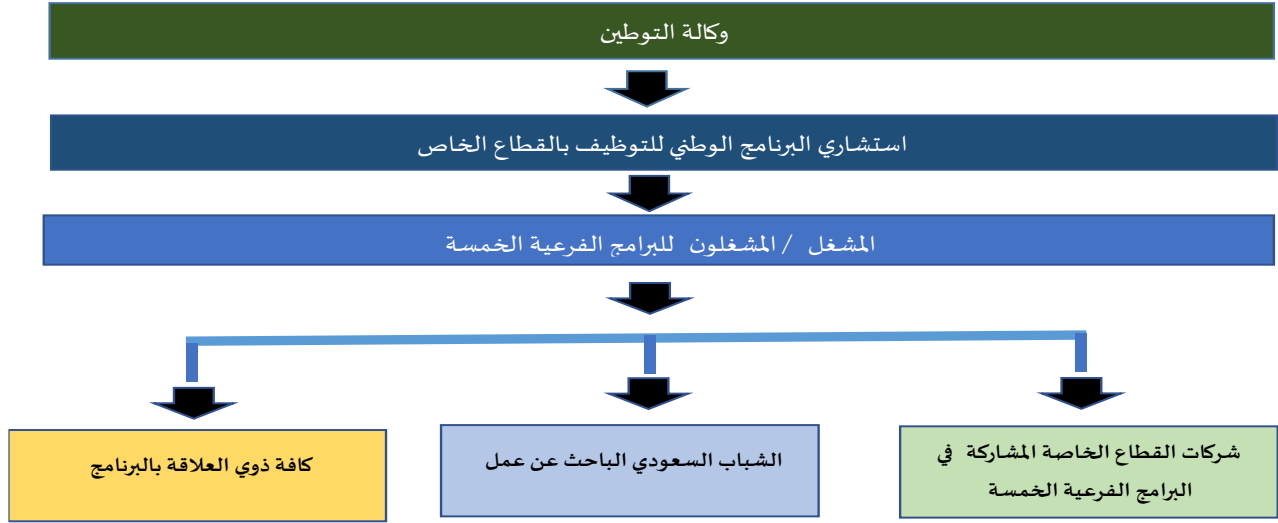 وكالة التوطين
استشاري البرنامج الوطني للتوظيف بالقطاع الخاص
المشغل / المشغلون للبرامج الفرعية الخمسة
شركات القطاع الخاصة المشاركة في
البرامج الفرعية الخمسة
الشباب السعودي الباحث عن عمل
كافة ذوي العلاقة بالبرنامج